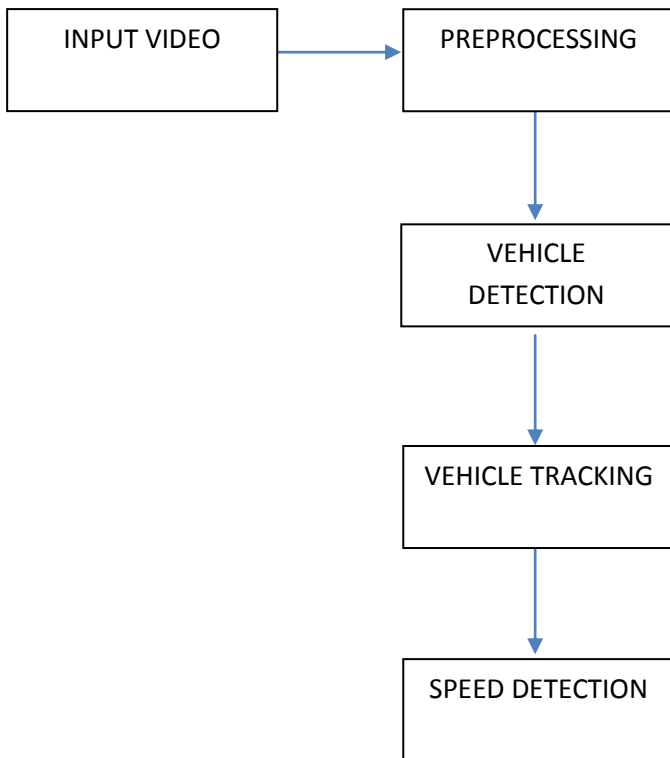 INPUT VIDEO
PREPROCESSING
VEHICLE
DETECTION
VEHICLE TRACKING
SPEED DETECTION